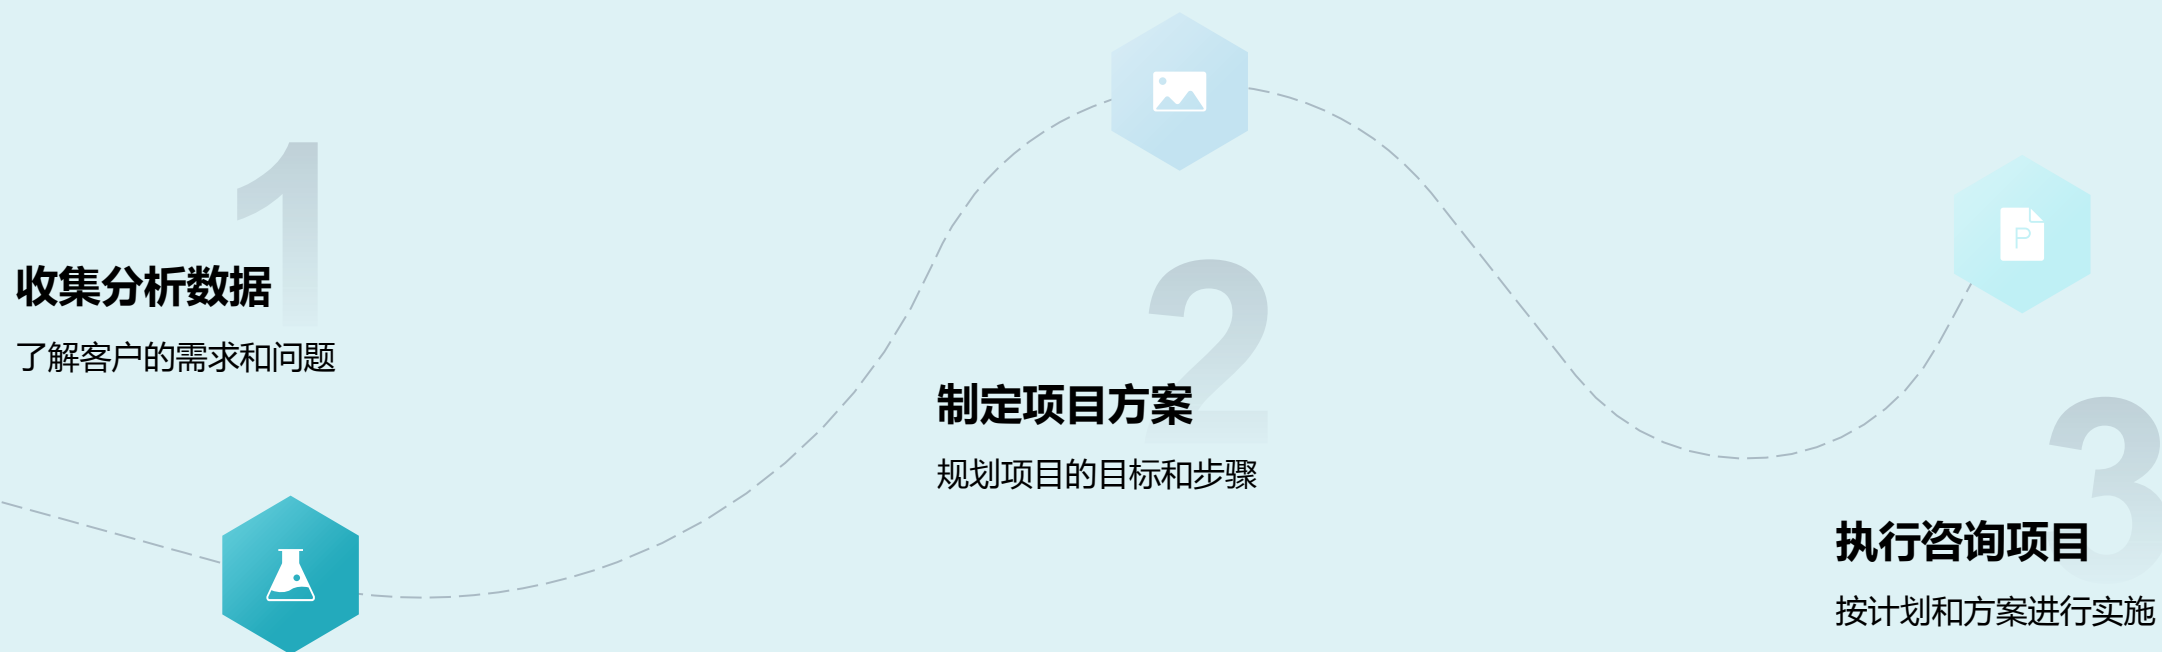 1
收集分析数据
了解客户的需求和问题
2
制定项目方案
规划项目的目标和步骤
P
3
执行咨询项目
按计划和方案进行实施